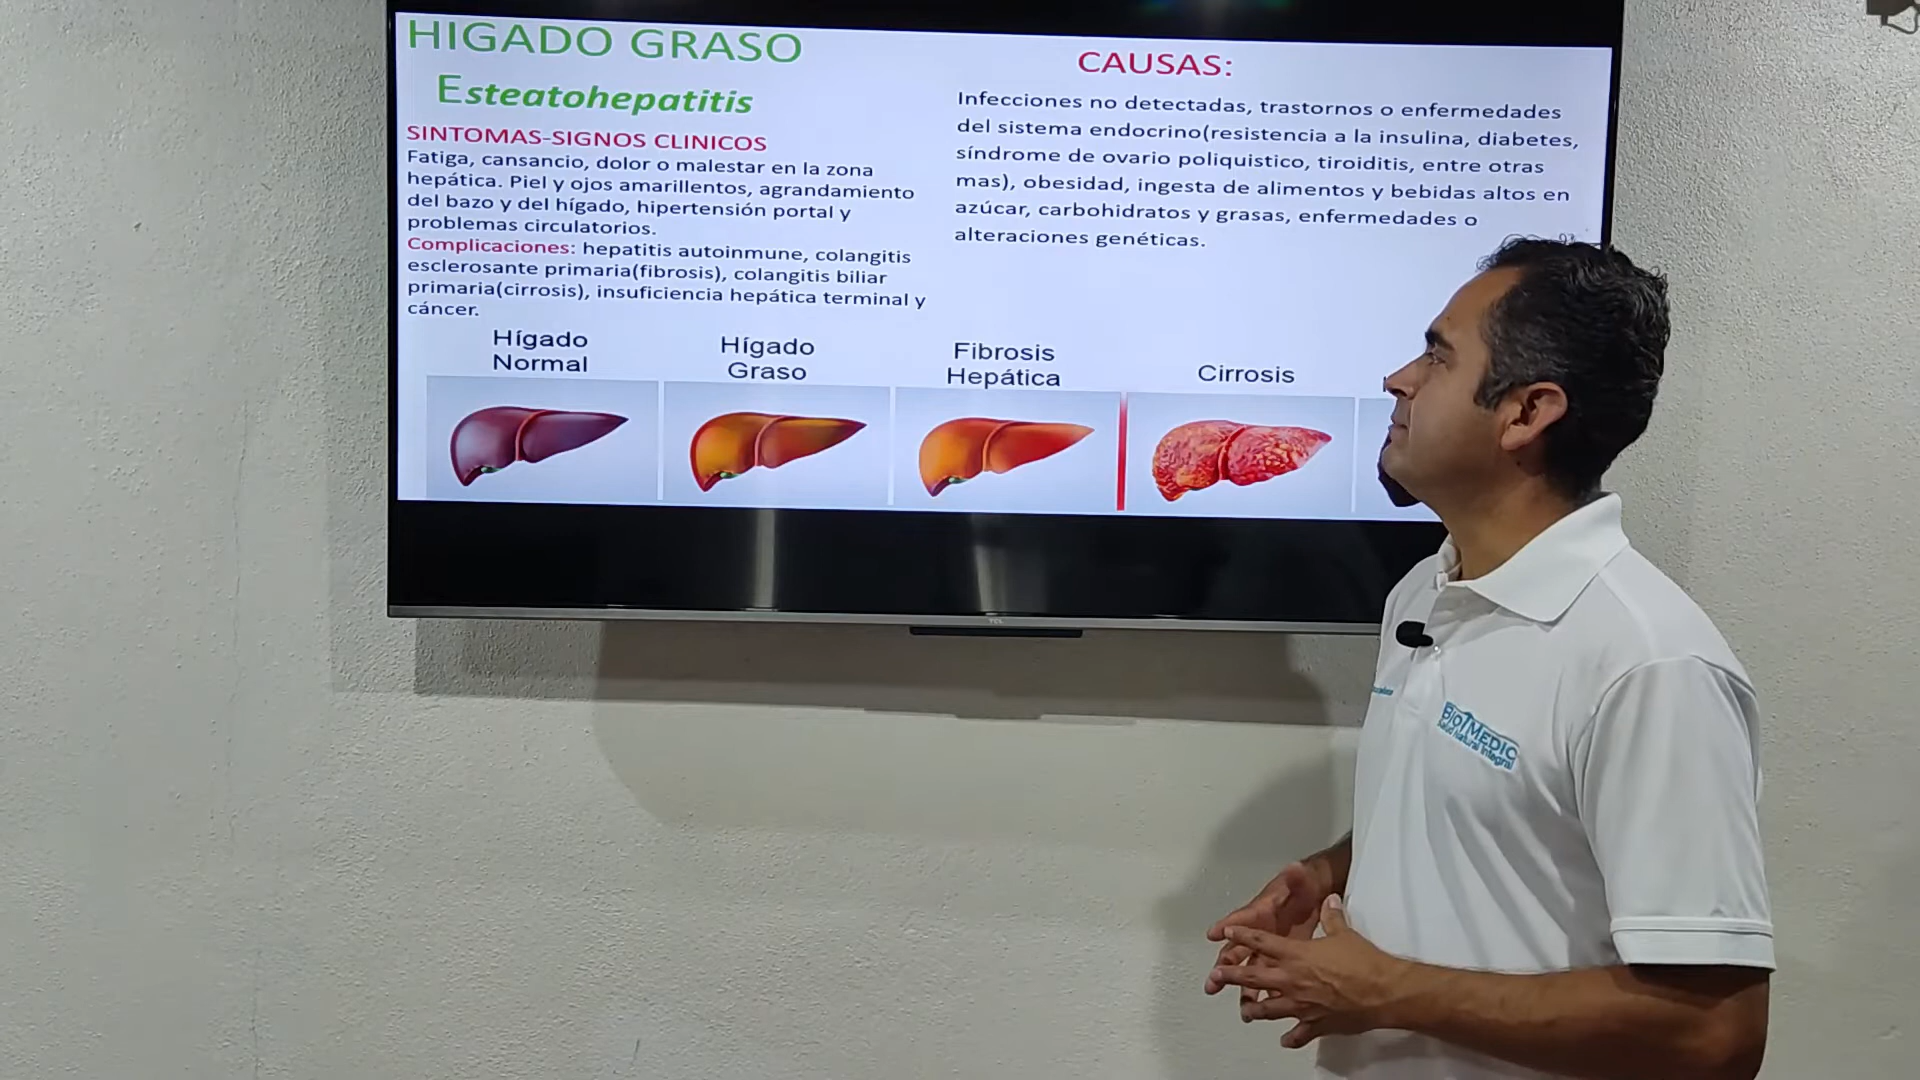 HIGADO GRASO
Esteatohepatitis
SINTOMAS-SIGNOS CLINICOS
Fatiga, cansancio, dolor o malestar en la zona
hepática. Piel y ojos amarillentos, agrandamiento
del bazo y del hígado, hipertensión portal y
problemas circulatorios.
Complicaciones: hepatitis autoinmune, colangitis
esclerosante primaria(fibrosis), colangitis biliar
primaria(cirrosis), insuficiencia hepática terminal y
cáncer.
CAUSAS:
Infecciones no detectadas, trastornos o enfermedades
del sistema endocrino(resistencia a la insulina, diabetes,
síndrome de ovario poliquistico, tiroiditis, entre otras
mas), obesidad, ingesta de alimentos y bebidas altos en
azúcar, carbohidratos y grasas, enfermedades o
alteraciones genéticas.
Hígado
Normal
Hígado
Graso
Fibrosis
Hepática
Cirrosis
TCL
BioMedic
Salud Natural Integral